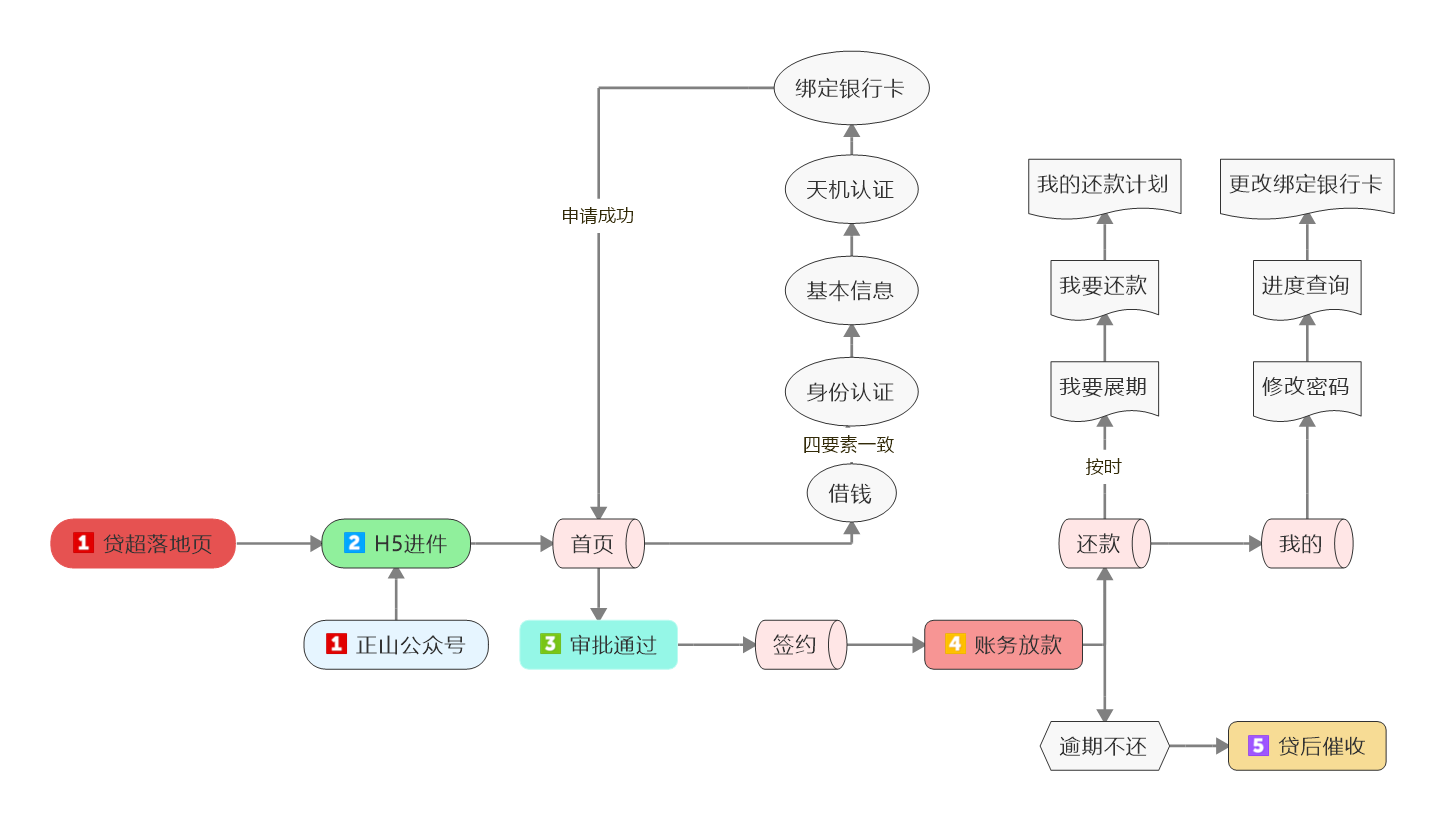 绑定银行卡
天机认证
我的还款计划
更改绑定银行卡
申请成功
基本信息
我要还款
进度查询
身份认证
我要展期
修改密码
四要素一致
按时
借钱
1 贷超落地页
2 H5进件
首页
还款
我的
1 正山公众号
3 审批通过
签约
4 账务放款
逾期不还
5 贷后催收